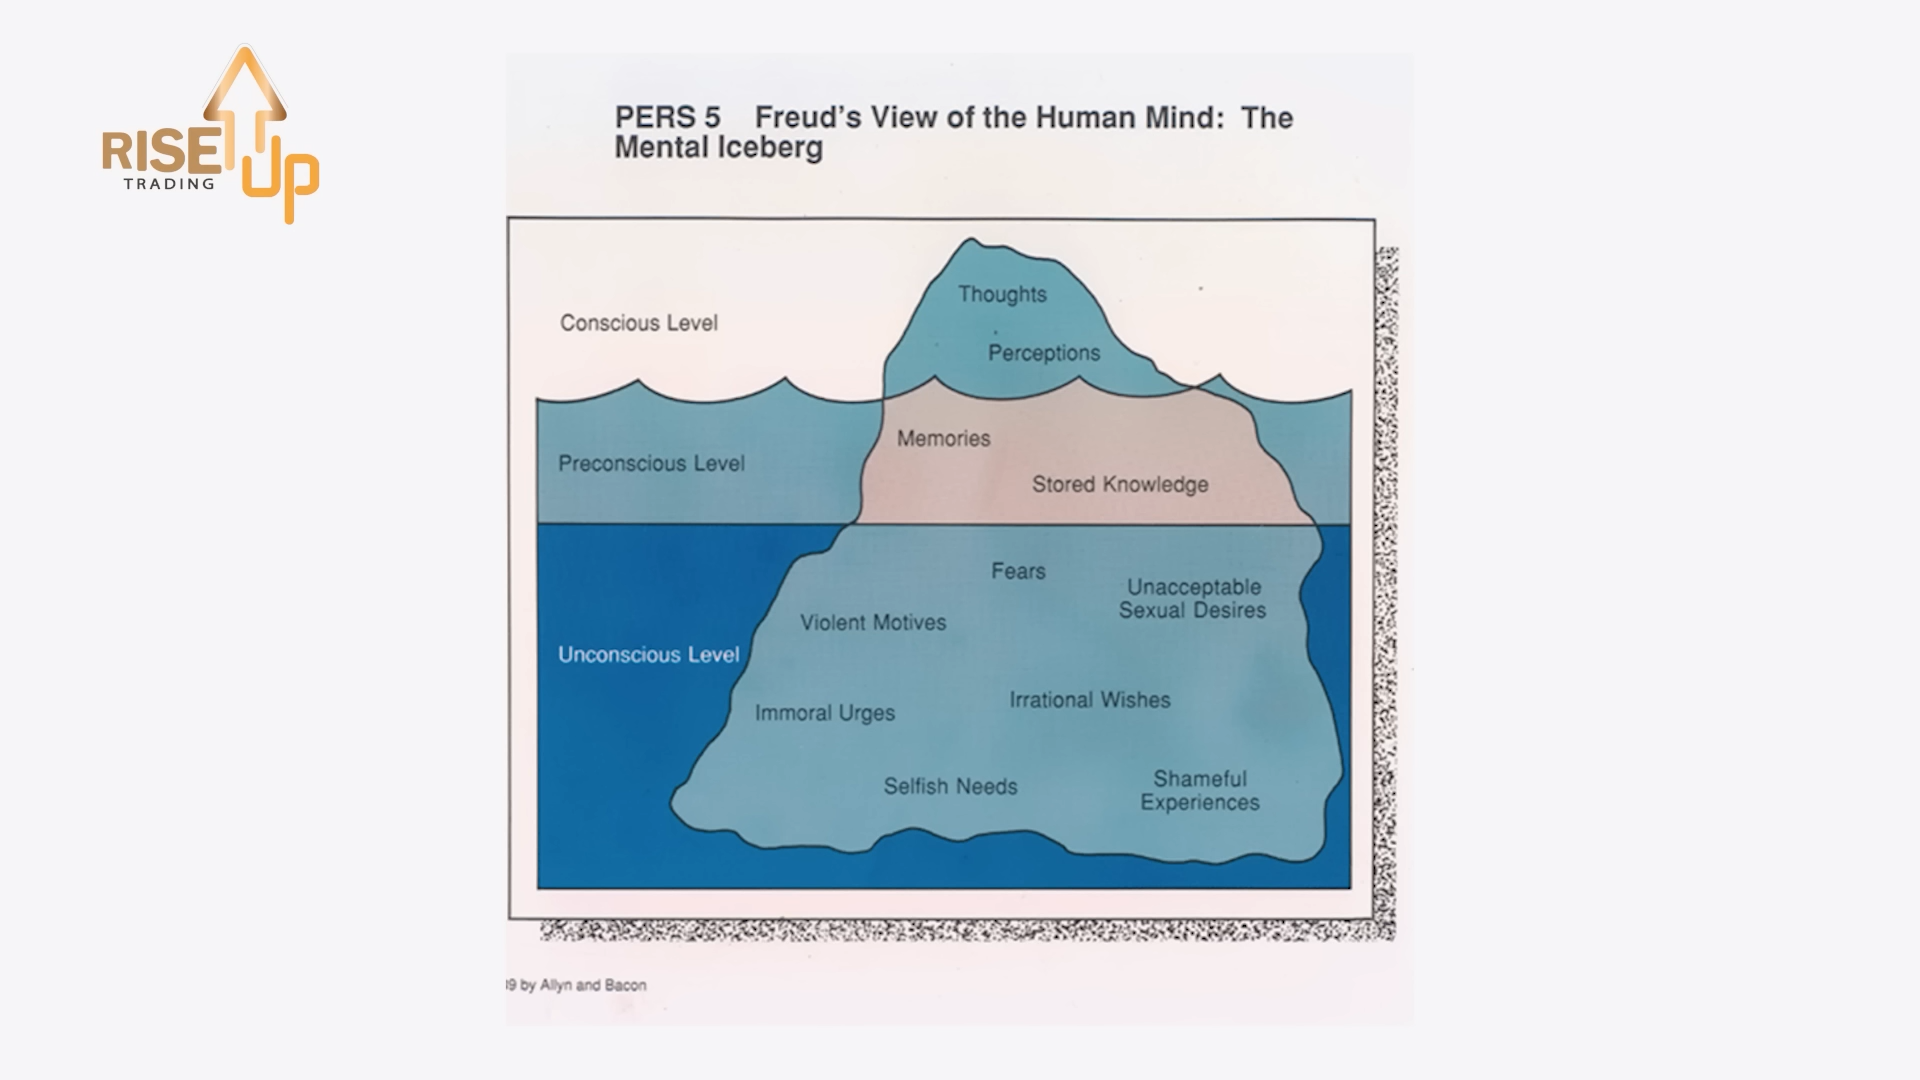 RISE Up
TRADING
PERS 5 Freud's View of the Human Mind: The
Mental Iceberg
Thoughts
Conscious Level
Perceptions
Memories
Preconscious Level
Stored Knowledge
Fears
Unacceptable
Sexual Desires
Violent Motives
Unconscious Level
Irrational Wishes
Immoral Urges
Selfish Needs
Shameful
Experiences
9 by Allyn and Bacon